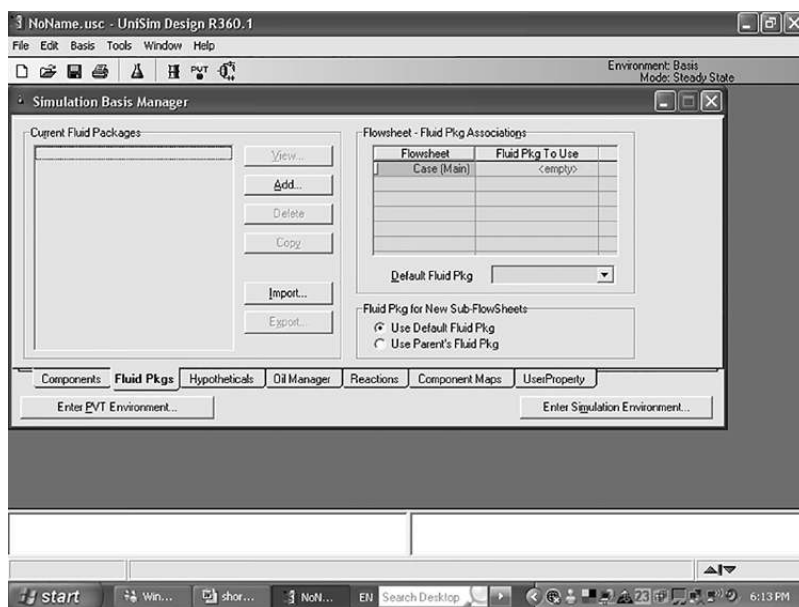 NoName.usc - UniSim Design R360.1
File Edit Basis Tools Window Help
PVT
Environment: Basis
Mode: Steady State
Simulation Basis Manager
Current Fluid Packages
View...
Add...
Delete
Copy
Import...
Export...
Flowsheet - Fluid Pkg Associations
Flowsheet Fluid Pkg To Use
Case (Main) <empty>
Default Fluid Pkg
Fluid Pkg for New Sub-FlowSheets
Use Default Fluid Pkg
Use Parent's Fluid Pkg
Components Fluid Pkgs Hypotheticals Oil Manager Reactions Component Maps UserProperty
Enter PVT Environment... Enter Simulation Environment...
start Win... shor... NoN... EN Search Desktop 23 6:13 PM